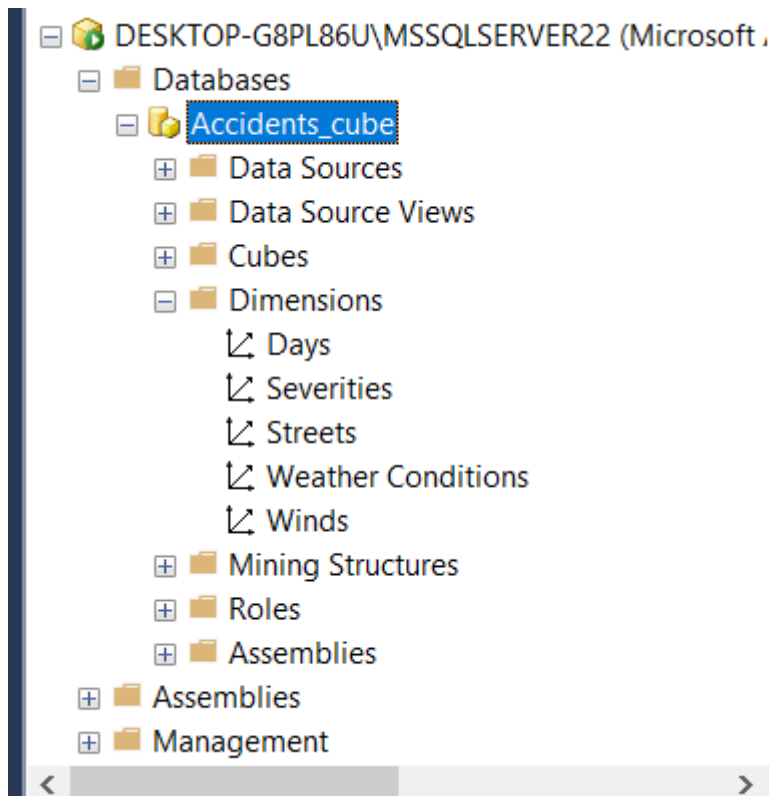 DESKTOP-G8PL86U\MSSQLSERVER22 (Microsoft
Databases
Accidents_cube
Data Sources
Data Source Views
Cubes
Dimensions
Days
Severities
Streets
Weather Conditions
Winds
Mining Structures
Roles
Assemblies
Assemblies
Management